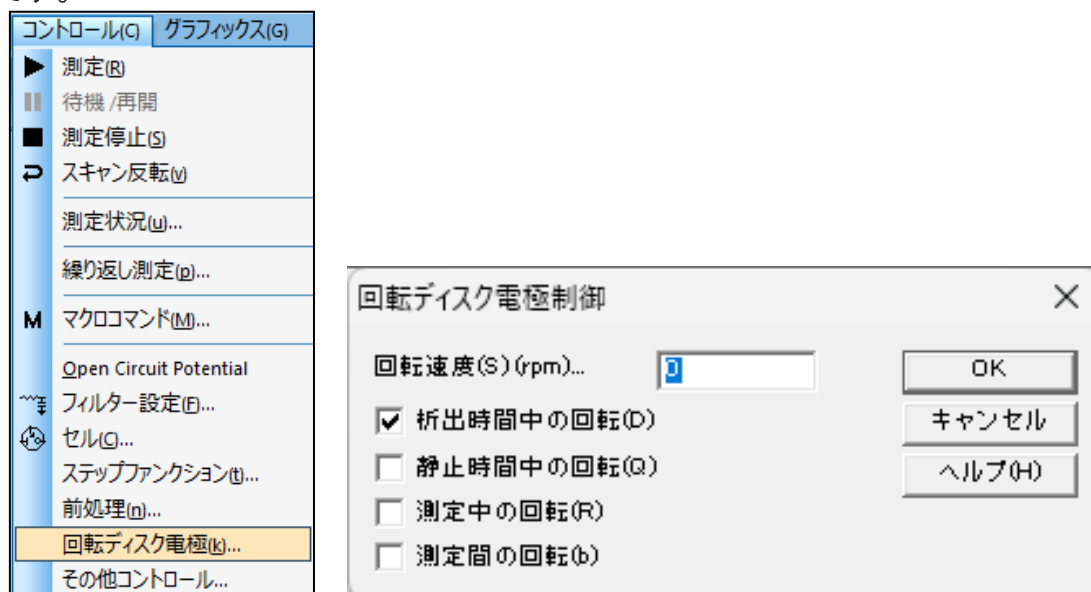 です。
コントロール(C) グラフィックス(G)
測定(R)
待機 /再開
測定停止(S)
スキャン反転(v)
測定状況(u)...
繰り返し測定(p)...
M マクロコマンド(M)...
Open Circuit Potential
フィルター設定(F)...
セル(C)...
ステップファンクション(t)...
前処理(n)...
回転ディスク電極(k)...
その他コントロール...
回転ディスク電極制御
回転速度(S)(rpm)... 0
OK
析出時間中の回転(D)
キャンセル
静止時間中の回転(Q)
ヘルプ(H)
測定中の回転(R)
測定間の回転(b)